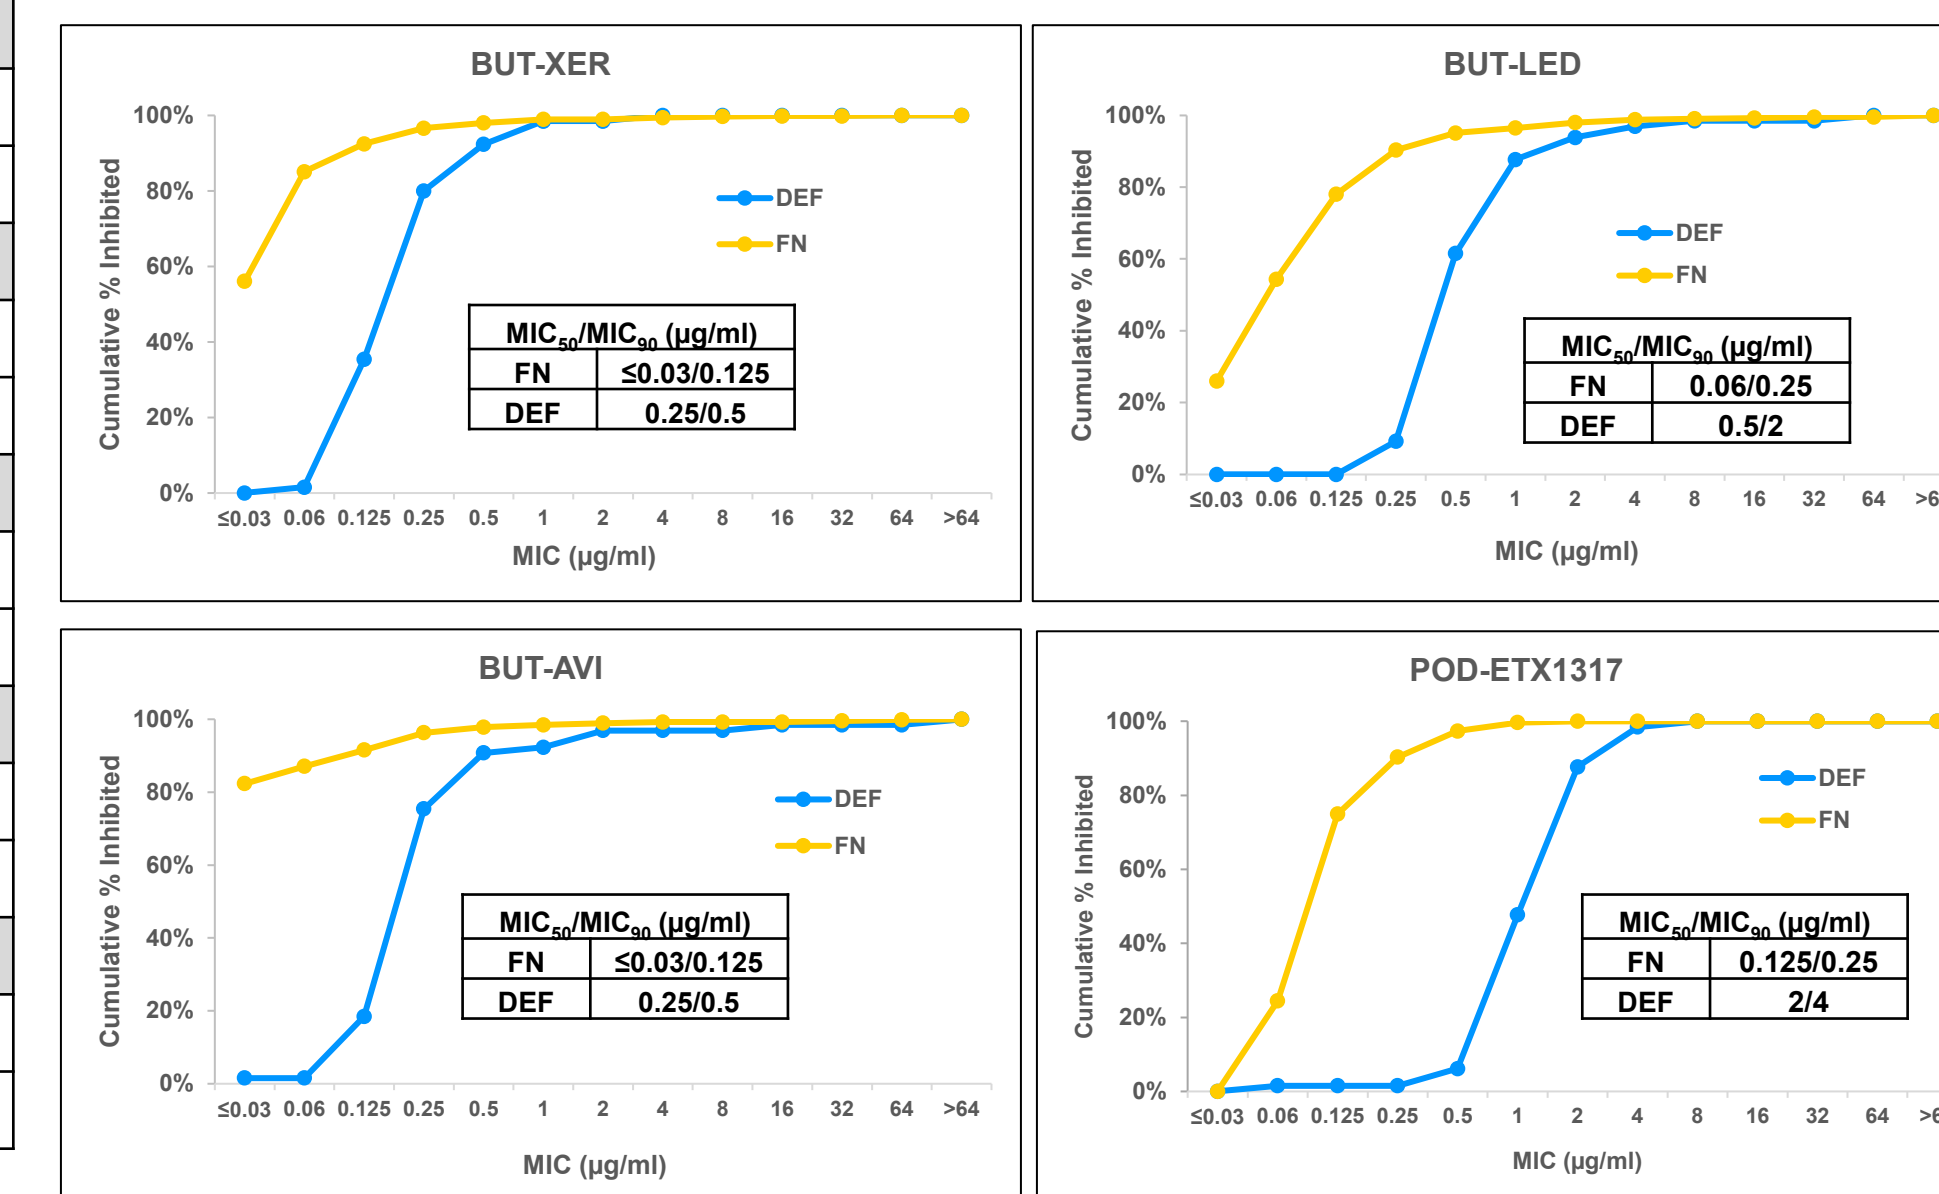 BUT-XER
100%
80%
60%
40%
20%
0%
Cumulative % Inhibited
DEF
FN
MIC50/MIC90 (µg/ml)
FN ≤0.03/0.125
DEF 0.25/0.5
≤0.03 0.06 0.125 0.25 0.5 1 2 4 8 16 32 64 >64
MIC (µg/ml)
BUT-LED
100%
80%
60%
40%
20%
0%
Cumulative % Inhibited
DEF
FN
MIC50/MIC90 (µg/ml)
FN 0.06/0.25
DEF 0.5/2
≤0.03 0.06 0.125 0.25 0.5 1 2 4 8 16 32 64 >6
MIC (µg/ml)
BUT-AVI
100%
80%
60%
40%
20%
0%
Cumulative % Inhibited
DEF
FN
MIC50/MIC90 (µg/ml)
FN ≤0.03/0.125
DEF 0.25/0.5
≤0.03 0.06 0.125 0.25 0.5 1 2 4 8 16 32 64 >64
MIC (µg/ml)
POD-ETX1317
100%
80%
60%
40%
20%
0%
Cumulative % Inhibited
DEF
FN
MIC50/MIC90 (µg/ml)
FN 0.125/0.25
DEF 2/4
≤0.03 0.06 0.125 0.25 0.5 1 2 4 8 16 32 64 >6
MIC (µg/ml)